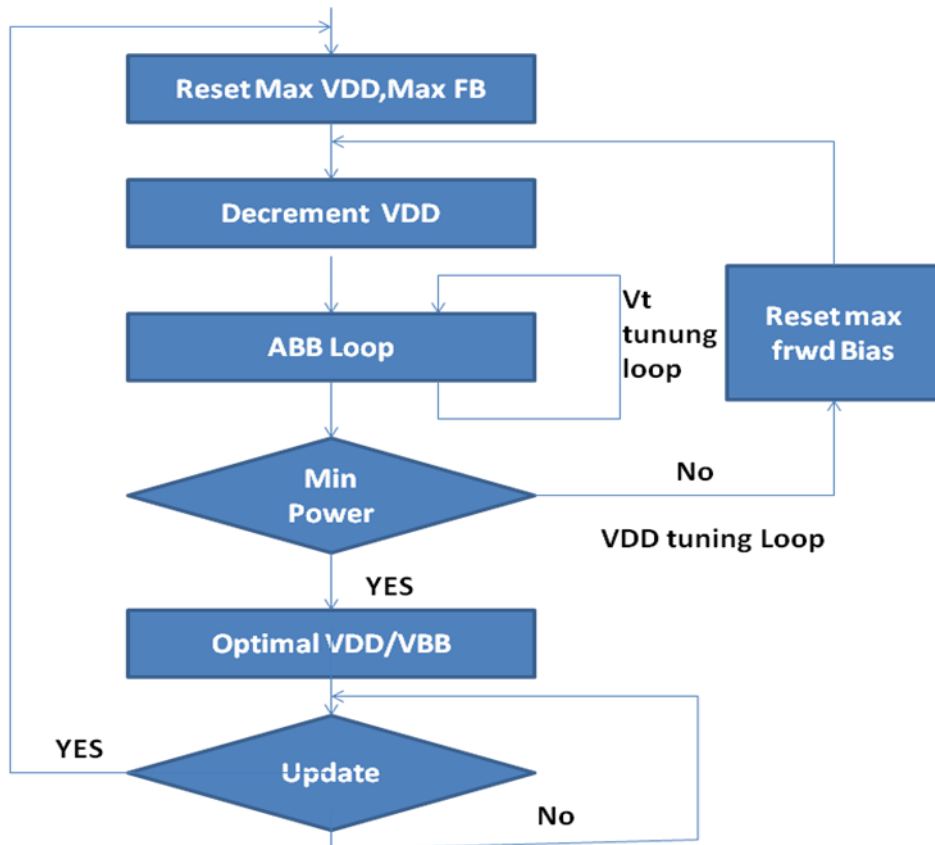 Reset Max VDD,Max FB
Decrement VDD
Vt
tunung
loop
ABB Loop
Reset max
frwd Bias
Min
Power
No
VDD tuning Loop
YES
Optimal VDD/VBB
YES
Update
No